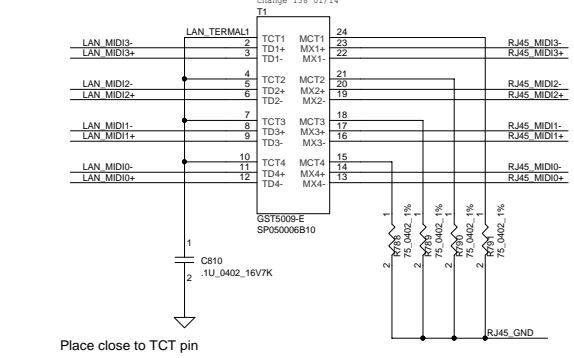 change 158 01/14
T1
LAN_TERMAL1 1 TCT1 MCT1 24
LAN_MIDI3- 2 TD1+ MX1+ 23 RJ45_MIDI3-
LAN_MIDI3+ 3 TD1- MX1- 22 RJ45_MIDI3+
4 TCT2 MCT2 21
LAN_MIDI2- 5 TD2+ MX2+ 20 RJ45_MIDI2-
LAN_MIDI2+ 6 TD2- MX2- 19 RJ45_MIDI2+
7 TCT3 MCT3 18
LAN_MIDI1- 8 TD3+ MX3+ 17 RJ45_MIDI1-
LAN_MIDI1+ 9 TD3- MX3- 16 RJ45_MIDI1+
10 TCT4 MCT4 15
LAN_MIDI0- 11 TD4+ MX4+ 14 RJ45_MIDI0-
LAN_MIDI0+ 12 TD4- MX4- 13 RJ45_MIDI0+
GST5009-E
SP050006B10
1
C810
.1U_0402_16V7K
2
1 R788 75_0402_1% 2
1 R789 75_0402_1% 2
1 R790 75_0402_1% 2
1 R791 75_0402_1% 2
RJ45_GND
Place close to TCT pin